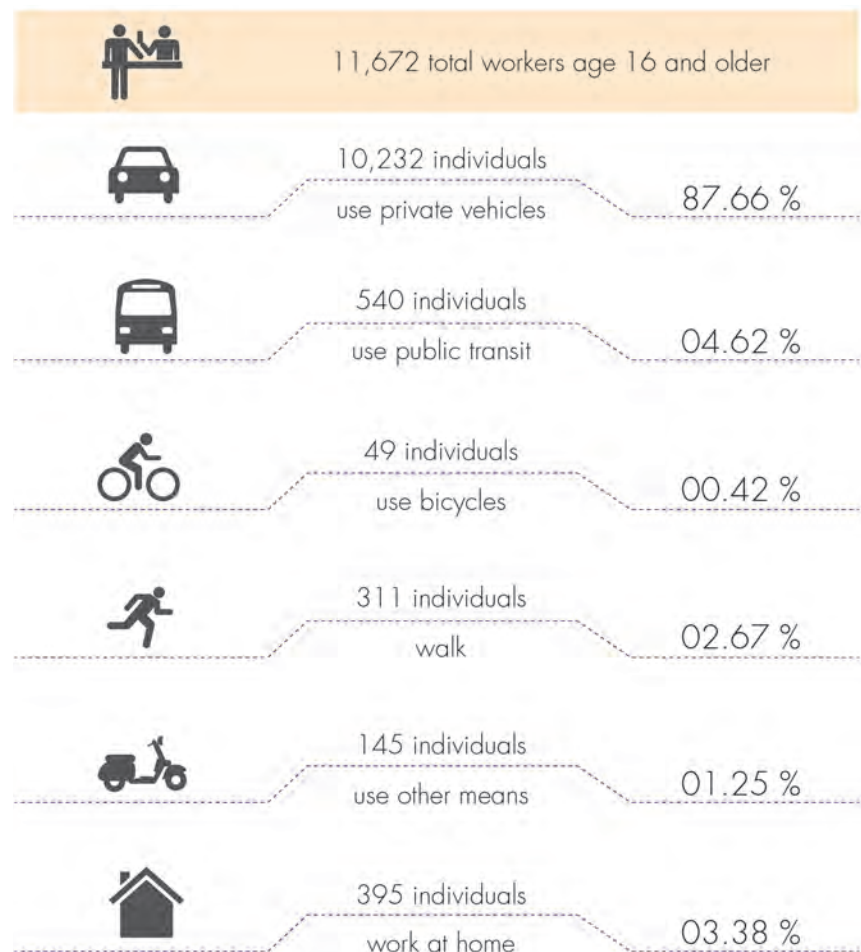 11,672 total workers age 16 and older
10,232 individuals
use private vehicles
87.66 %
540 individuals
use public transit
04.62 %
49 individuals
use bicycles
00.42 %
311 individuals
walk
02.67 %
145 individuals
use other means
01.25 %
395 individuals
work at home
03.38 %